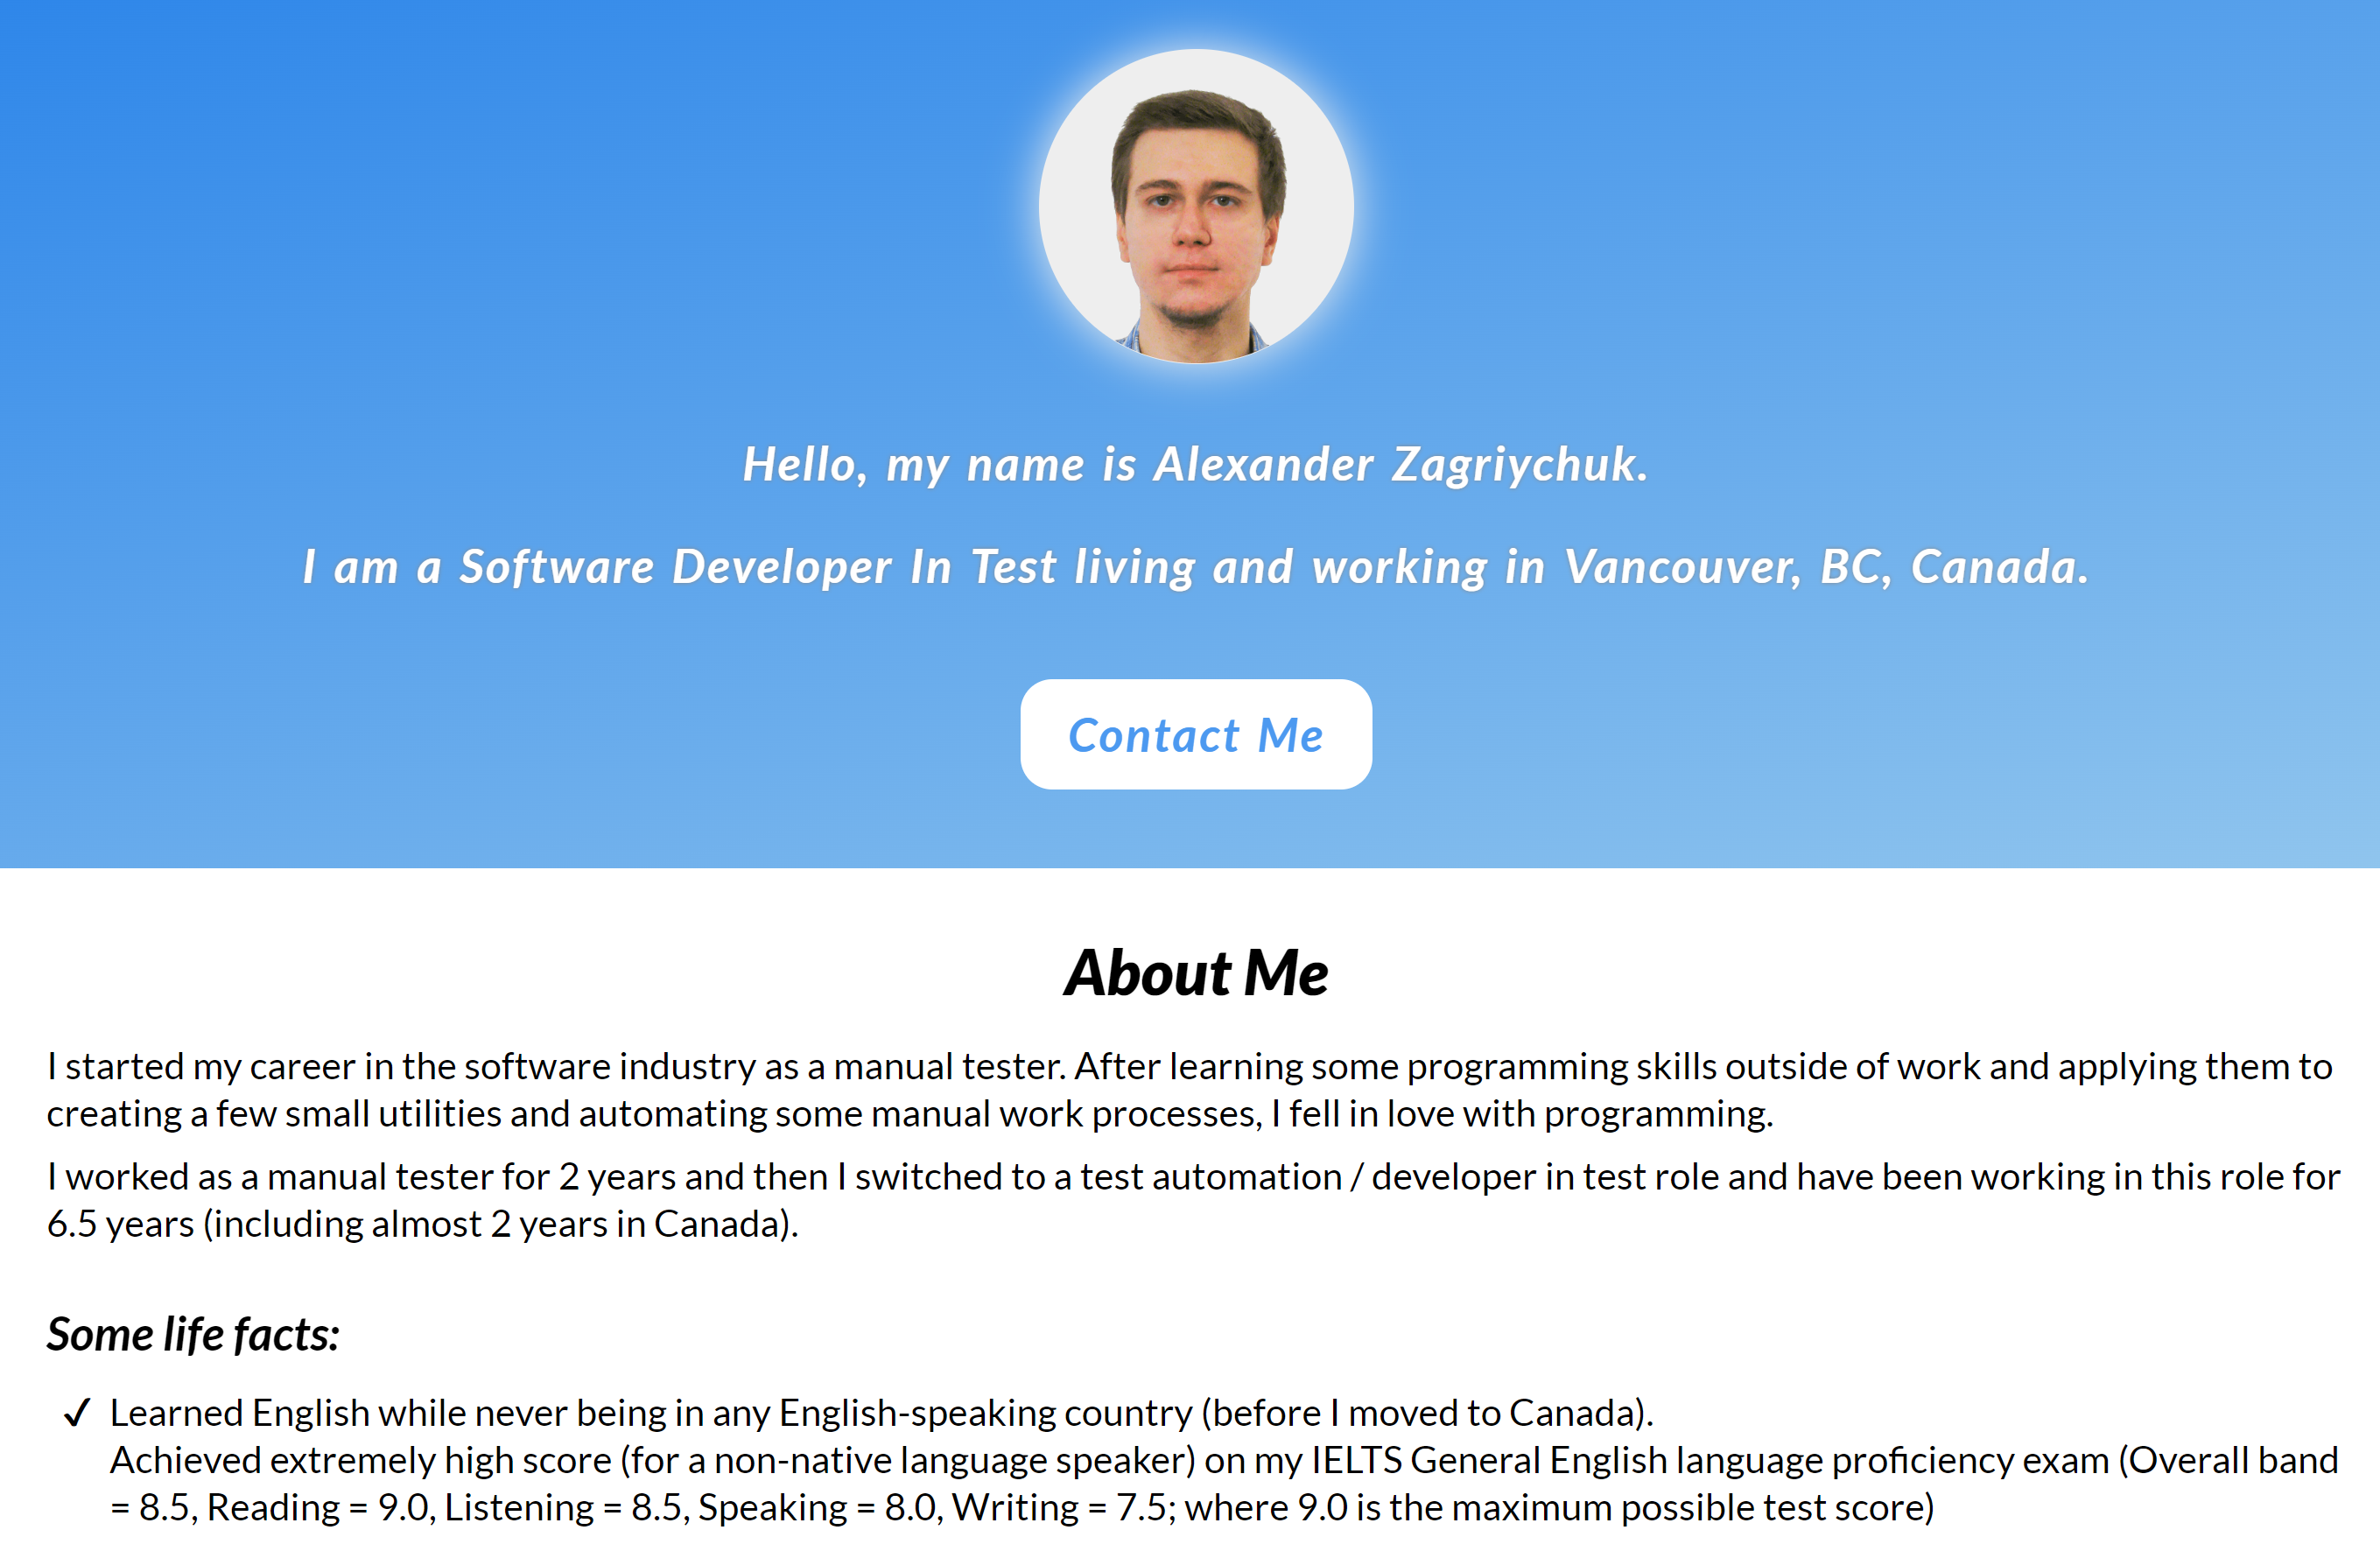 Hello, my name is Alexander Zagriychuk.
I am a Software Developer In Test living and working in Vancouver, BC, Canada.
Contact Me
About Me
I started my career in the software industry as a manual tester. After learning some programming skills outside of work and applying them to
creating a few small utilities and automating some manual work processes, I fell in love with programming.
I worked as a manual tester for 2 years and then I switched to a test automation / developer in test role and have been working in this role for
6.5 years (including almost 2 years in Canada).
Some life facts:
✓ Learned English while never being in any English-speaking country (before I moved to Canada).
Achieved extremely high score (for a non-native language speaker) on my IELTS General English language proficiency exam (Overall band
= 8.5, Reading = 9.0, Listening = 8.5, Speaking = 8.0, Writing = 7.5; where 9.0 is the maximum possible test score)